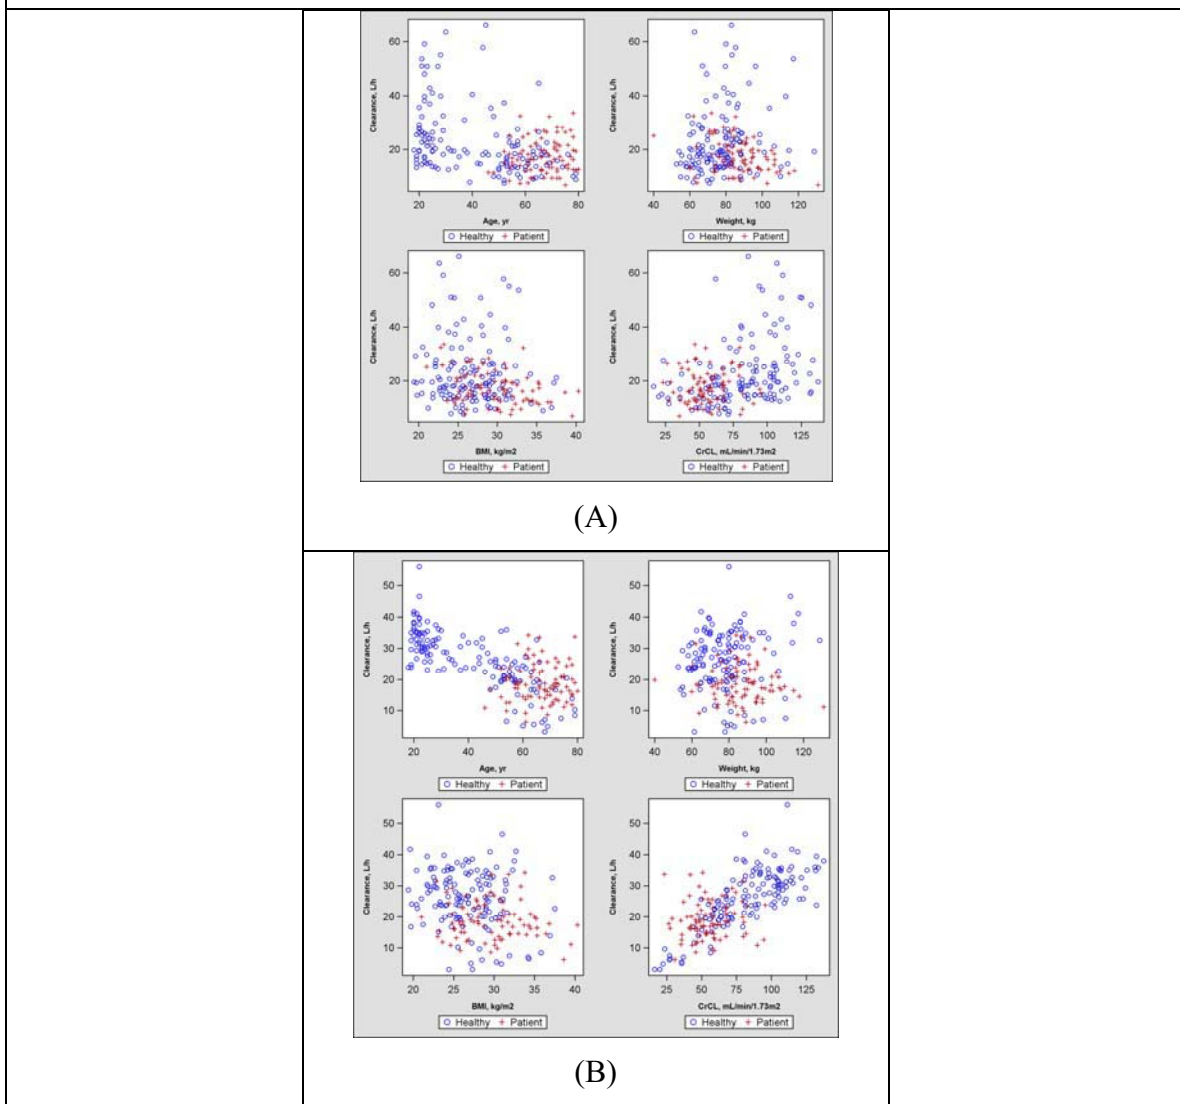 60
40
20
Clearance, L/h
20 40 60 80
Age, yr
○ Healthy + Patient
60
40
20
Clearance, L/h
40 60 80 100 120
Weight, kg
○ Healthy + Patient
60
40
20
Clearance, L/h
20 25 30 35 40
BMI, kg/m2
○ Healthy + Patient
60
40
20
Clearance, L/h
25 50 75 100 125
CrCL, mL/min/1.73m2
○ Healthy + Patient
(A)
50
40
30
20
10
Clearance, L/h
20 40 60 80
Age, yr
○ Healthy + Patient
50
40
30
20
10
Clearance, L/h
40 60 80 100 120
Weight, kg
○ Healthy + Patient
50
40
30
20
10
Clearance, L/h
20 25 30 35 40
BMI, kg/m2
○ Healthy + Patient
50
40
30
20
10
Clearance, L/h
25 50 75 100 125
CrCL, mL/min/1.73m2
○ Healthy + Patient
(B)